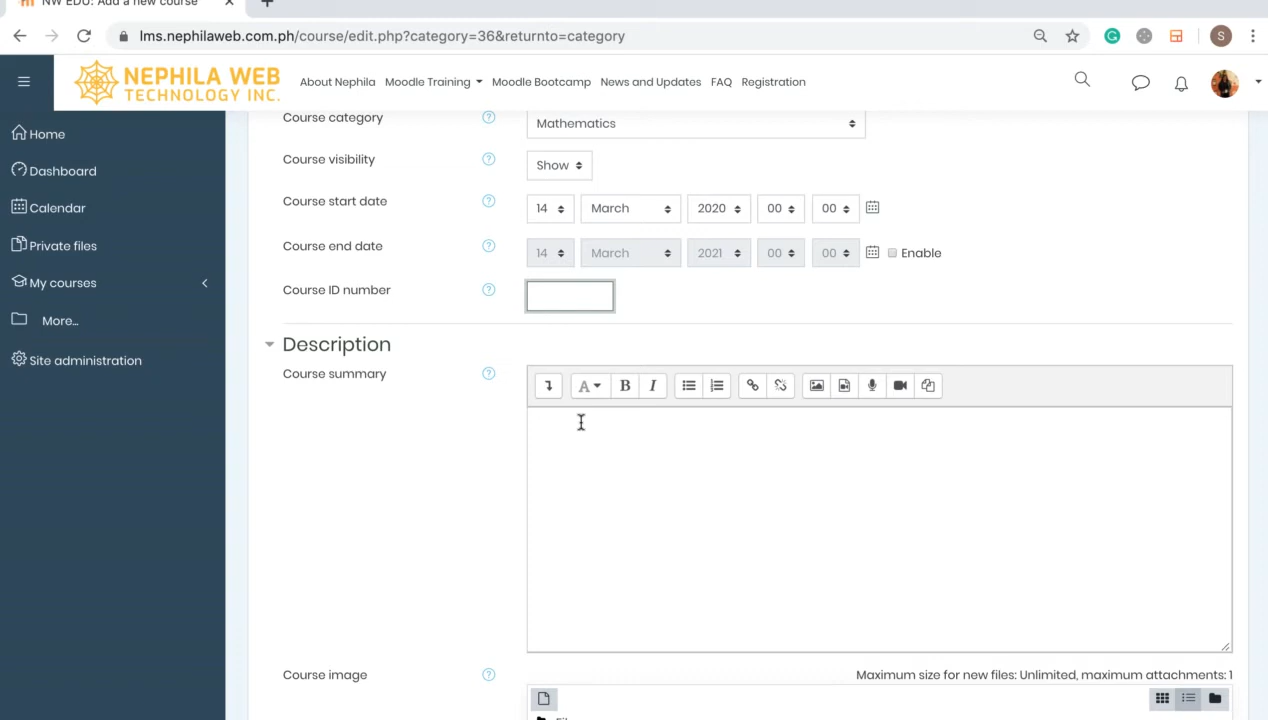 NW EDU: Add a new course
lms.nephilaweb.com.ph/course/edit.php?category=36&returnto=category
S
NEPHILA WEB
TECHNOLOGY INC.
About Nephila
Moodle Training
Moodle Bootcamp
News and Updates
FAQ
Registration
Home
Dashboard
Calendar
Private files
My courses
More...
Site administration
Course category
Mathematics
Course visibility
Show
Course start date
14 March 2020 00 00
Course end date
14 March 2021 00 00 Enable
Course ID number
Description
Course summary
A B I
Course image
Maximum size for new files: Unlimited, maximum attachments: 1